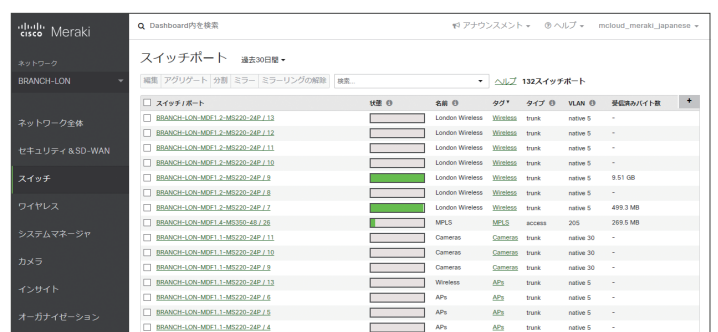 CISCO Meraki
Dashboard内を検索
アナウンスメント
ヘルプ
mcloud_meraki_japanese
ネットワーク
BRANCH-LON
ネットワーク全体
セキュリティ&SD-WAN
スイッチ
ワイヤレス
システムマネージャ
カメラ
インサイト
オーガナイゼーション
スイッチポート 過去30日間
編集 アグリゲート 分割 ミラー ミラーリングの解除 検索... ヘルプ 132スイッチポート
スイッチ/ポート 状態 名前 タグ タイプ VLAN 受信済みバイト数 +
BRANCH-LON-MDF1.2-MS220-24P / 13 London Wireless Wireless trunk native 5 -
BRANCH-LON-MDF1.2-MS220-24P / 12 London Wireless Wireless trunk native 5 -
BRANCH-LON-MDF1.2-MS220-24P / 11 London Wireless Wireless trunk native 5 -
BRANCH-LON-MDF1.2-MS220-24P / 10 London Wireless Wireless trunk native 5 -
BRANCH-LON-MDF1.2-MS220-24P / 9 London Wireless Wireless trunk native 5 9.51 GB
BRANCH-LON-MDF1.2-MS220-24P / 8 London Wireless Wireless trunk native 5 -
BRANCH-LON-MDF1.2-MS220-24P / 7 London Wireless Wireless trunk native 5 499.3 MB
BRANCH-LON-MDF1.4-MS350-48 / 26 MPLS MPLS access 205 269.5 MB
BRANCH-LON-MDF1.1-MS220-24P / 11 Cameras Cameras trunk native 30 -
BRANCH-LON-MDF1.1-MS220-24P / 10 Cameras Cameras trunk native 30 -
BRANCH-LON-MDF1.1-MS220-24P / 9 Cameras Cameras trunk native 30 -
BRANCH-LON-MDF1.1-MS220-24P / 13 Wireless APs trunk native 5 -
BRANCH-LON-MDF1.1-MS220-24P / 6 APs APs trunk native 5 -
BRANCH-LON-MDF1.1-MS220-24P / 5 APs APs trunk native 5 -
BRANCH-LON-MDF1.1-MS220-24P / 4 APs APs trunk native 5 -